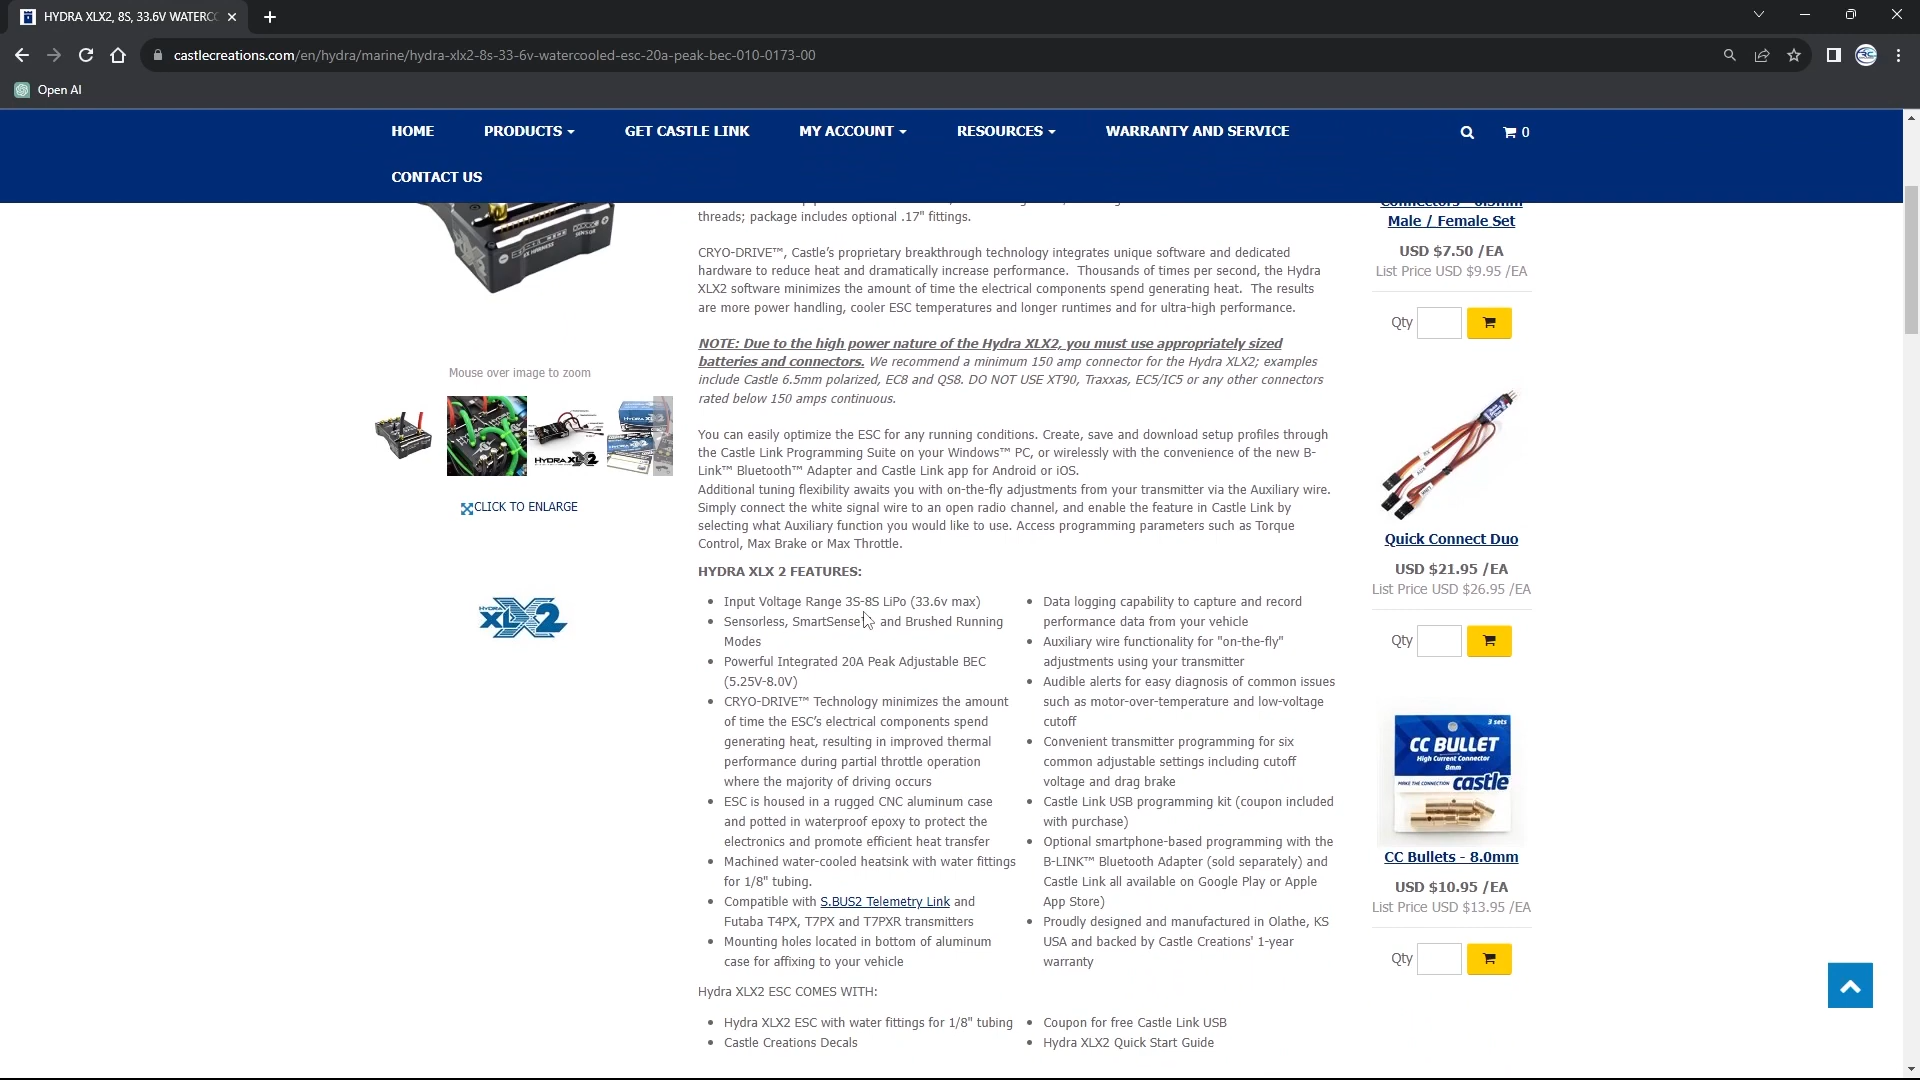 HYDRA XLX2, 8S, 33.6V WATERCO
castlecreations.com/en/hydra/marine/hydra-xlx2-8s-33-6v-watercooled-esc-20a-peak-bec-010-0173-00
Open AI
HOME PRODUCTS GET CASTLE LINK MY ACCOUNT RESOURCES WARRANTY AND SERVICE 0
CONTACT US
threads; package includes optional .17" fittings.
CRYO-DRIVE™, Castle’s proprietary breakthrough technology integrates unique software and dedicated
hardware to reduce heat and dramatically increase performance. Thousands of times per second, the Hydra
XLX2 software minimizes the amount of time the electrical components spend generating heat. The results
are more power handling, cooler ESC temperatures and longer runtimes and for ultra-high performance.
NOTE: Due to the high power nature of the Hydra XLX2, you must use appropriately sized
batteries and connectors. We recommend a minimum 150 amp connector for the Hydra XLX2; examples
include Castle 6.5mm polarized, EC8 and QS8. DO NOT USE XT90, Traxxas, EC5/IC5 or any other connectors
rated below 150 amps continuous.
You can easily optimize the ESC for any running conditions. Create, save and download setup profiles through
the Castle Link Programming Suite on your Windows™ PC, or wirelessly with the convenience of the new B-
Link™ Bluetooth™ Adapter and Castle Link app for Android or iOS.
Additional tuning flexibility awaits you with on-the-fly adjustments from your transmitter via the Auxiliary wire.
Simply connect the white signal wire to an open radio channel, and enable the feature in Castle Link by
selecting what Auxiliary function you would like to use. Access programming parameters such as Torque
Control, Max Brake or Max Throttle.
HYDRA XLX 2 FEATURES:
Input Voltage Range 3S-8S LiPo (33.6v max)
Sensorless, SmartSense and Brushed Running
Modes
Powerful Integrated 20A Peak Adjustable BEC
(5.25V-8.0V)
CRYO-DRIVE™ Technology minimizes the amount
of time the ESC’s electrical components spend
generating heat, resulting in improved thermal
performance during partial throttle operation
where the majority of driving occurs
ESC is housed in a rugged CNC aluminum case
and potted in waterproof epoxy to protect the
electronics and promote efficient heat transfer
Machined water-cooled heatsink with water fittings
for 1/8" tubing.
Compatible with S.BUS2 Telemetry Link and
Futaba T4PX, T7PX and T7PXR transmitters
Mounting holes located in bottom of aluminum
case for affixing to your vehicle
Data logging capability to capture and record
performance data from your vehicle
Auxiliary wire functionality for "on-the-fly"
adjustments using your transmitter
Audible alerts for easy diagnosis of common issues
such as motor-over-temperature and low-voltage
cutoff
Convenient transmitter programming for six
common adjustable settings including cutoff
voltage and drag brake
Castle Link USB programming kit (coupon included
with purchase)
Optional smartphone-based programming with the
B-LINK™ Bluetooth Adapter (sold separately) and
Castle Link all available on Google Play or Apple
App Store)
Proudly designed and manufactured in Olathe, KS
USA and backed by Castle Creations' 1-year
warranty
Hydra XLX2 ESC COMES WITH:
Hydra XLX2 ESC with water fittings for 1/8" tubing
Castle Creations Decals
Coupon for free Castle Link USB
Hydra XLX2 Quick Start Guide
Mouse over image to zoom
HYDRA XLX2
CLICK TO ENLARGE
HYDRA
XLX2
Connectors - 6.5mm
Male / Female Set
USD $7.50 /EA
List Price USD $9.95 /EA
Qty
Quick Connect Duo
USD $21.95 /EA
List Price USD $26.95 /EA
Qty
3 sets
CC BULLET
High Current Connector
8mm
MAKE THE CONNECTION castle
CC Bullets - 8.0mm
USD $10.95 /EA
List Price USD $13.95 /EA
Qty